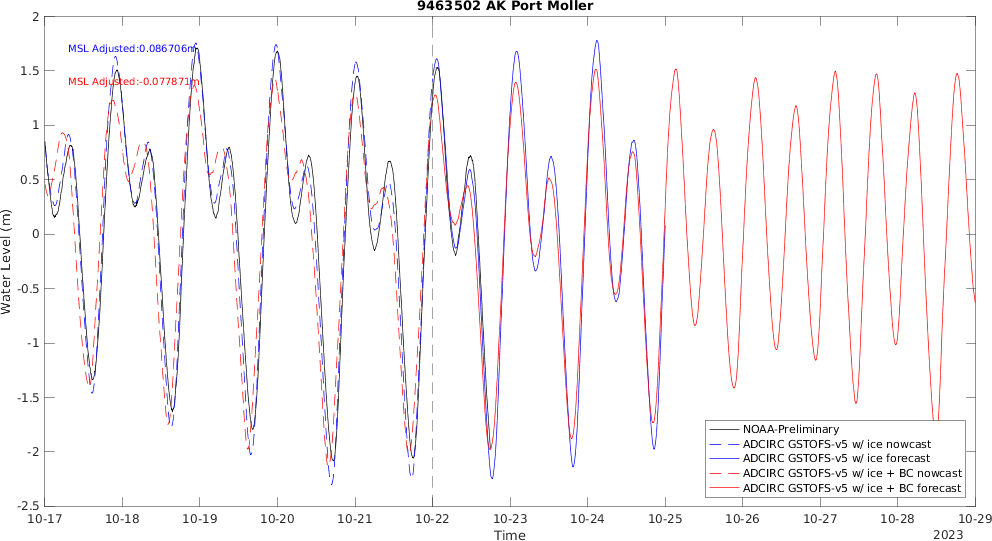 9463502 AK Port Moller
MSL Adjusted:0.086706m
MSL Adjusted:-0.077871m
Water Level (m)
2
1.5
1
0.5
0
-0.5
-1
-1.5
-2
-2.5
NOAA-Preliminary
ADCIRC GSTOFS-v5 w/ ice nowcast
ADCIRC GSTOFS-v5 w/ ice forecast
ADCIRC GSTOFS-v5 w/ ice + BC nowcast
ADCIRC GSTOFS-v5 w/ ice + BC forecast
10-17 10-18 10-19 10-20 10-21 10-22 10-23 10-24 10-25 10-26 10-27 10-28 10-29
Time
2023